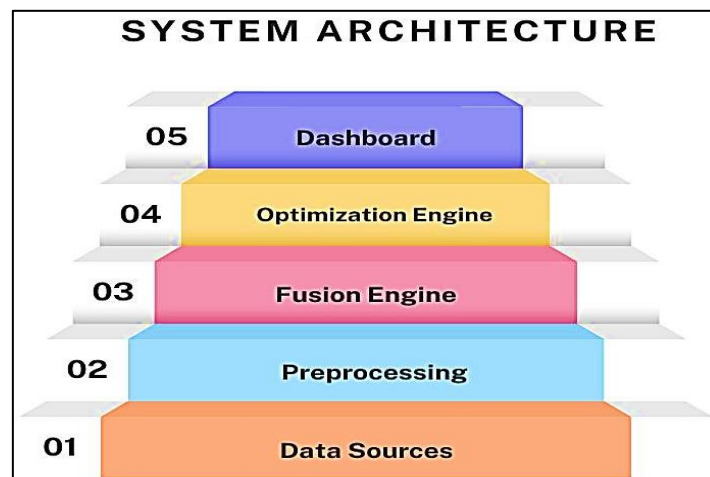 SYSTEM ARCHITECTURE
05 Dashboard
04 Optimization Engine
03 Fusion Engine
02 Preprocessing
01 Data Sources